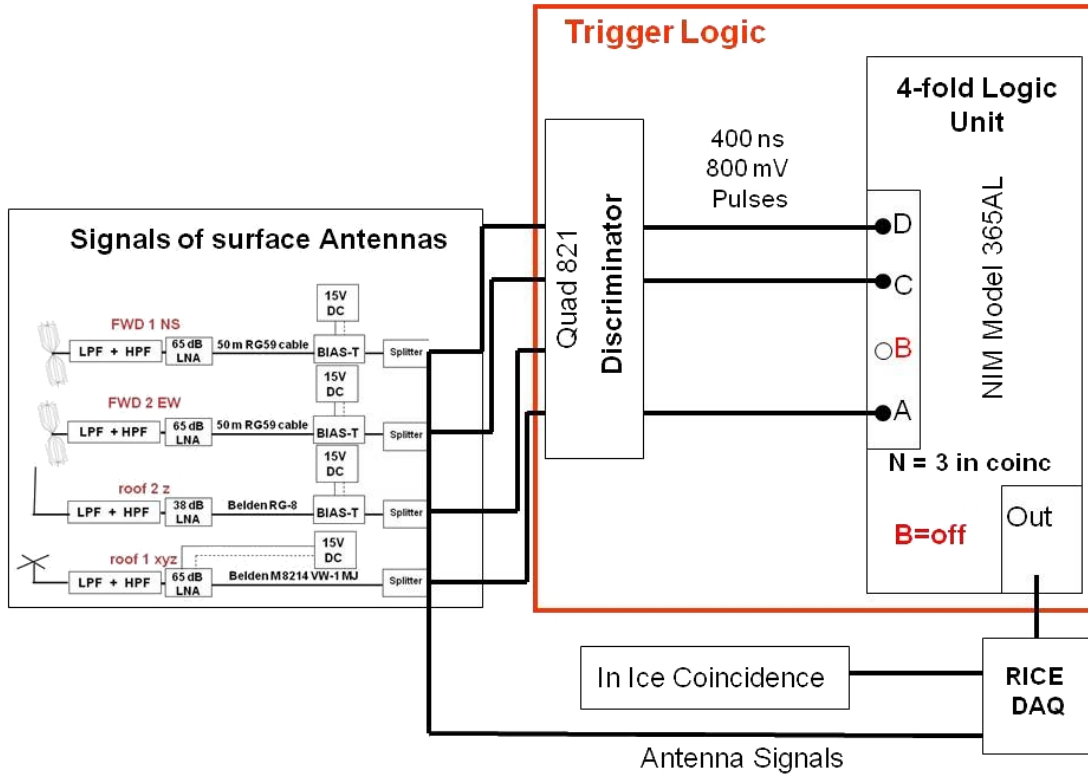 Trigger Logic
4-fold Logic
Unit
NIM Model 365AL
400 ns
800 mV
Pulses
Quad 821
Discriminator
D
C
B
A
N = 3 in coinc
B=off
Out
Signals of surface Antennas
15V
DC
FWD 1 NS
LPF + HPF
65 dB
LNA
50 m RG59 cable
BIAS-T
Splitter
15V
DC
FWD 2 EW
LPF +HPF
65 dB
LNA
50 m RG59 cable
BIAS-T
Splitter
15V
DC
roof 2 z
LPF + HPF
38 dB
LNA
Belden RG-8
BIAS-T
Splitter
roof 1 xyz
15V
DC
LPF + HPF
65 dB
LNA
Belden M8214 VW-1 MJ
Splitter
In Ice Coincidence
RICE
DAQ
Antenna Signals